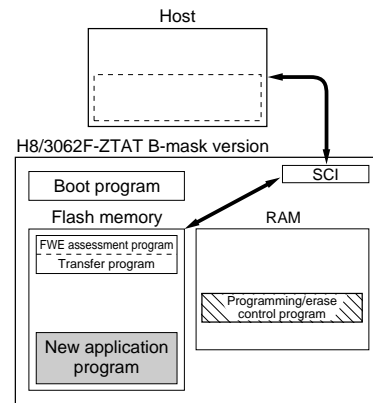 Host
H8/3062F-ZTAT B-mask version
SCI
Boot program
Flash memory
RAM
FWE assessment program
Transfer program
Programming/erase
control program
New application
program